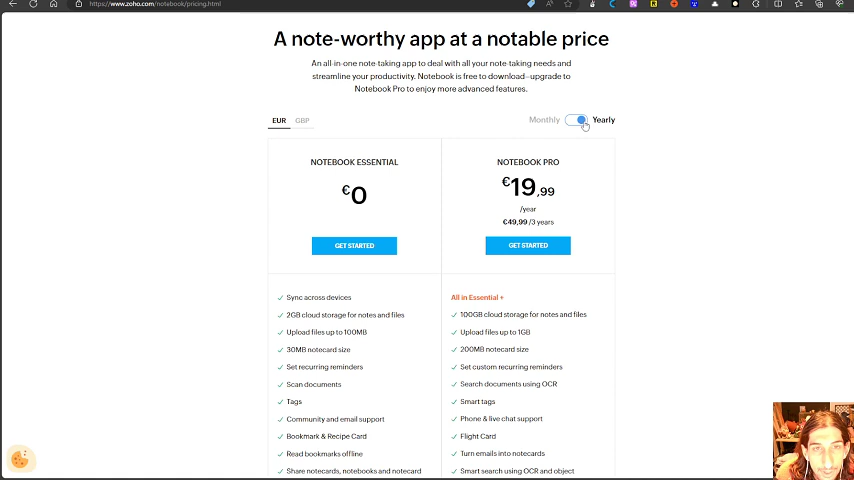 https://www.zoho.com/notebook/pricing.html
A note-worthy app at a notable price
An all-in-one note-taking app to deal with all your note-taking needs and
streamline your productivity. Notebook is free to download–upgrade to
Notebook Pro to enjoy more advanced features.
EUR GBP
Monthly Yearly
NOTEBOOK ESSENTIAL
€0
GET STARTED
NOTEBOOK PRO
€19,99
/year
€49,99 /3 years
GET STARTED
Sync across devices
2GB cloud storage for notes and files
Upload files up to 100MB
30MB notecard size
Set recurring reminders
Scan documents
Tags
Community and email support
Bookmark & Recipe Card
Read bookmarks offline
Share notecards, notebooks and notecard
All in Essential +
100GB cloud storage for notes and files
Upload files up to 1GB
200MB notecard size
Set custom recurring reminders
Search documents using OCR
Smart tags
Phone & live chat support
Flight Card
Turn emails into notecards
Smart search using OCR and object